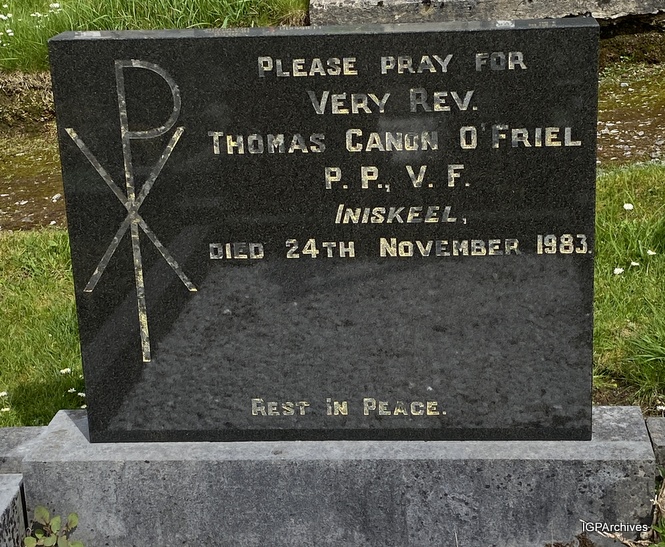 PLEASE PRAY FOR
VERY REV.
THOMAS CANON O'FRIEL
P. P., V. F.
INISKEEL,
DIED 24TH NOVEMBER 1983.
REST IN PEACE.
IGPArchives